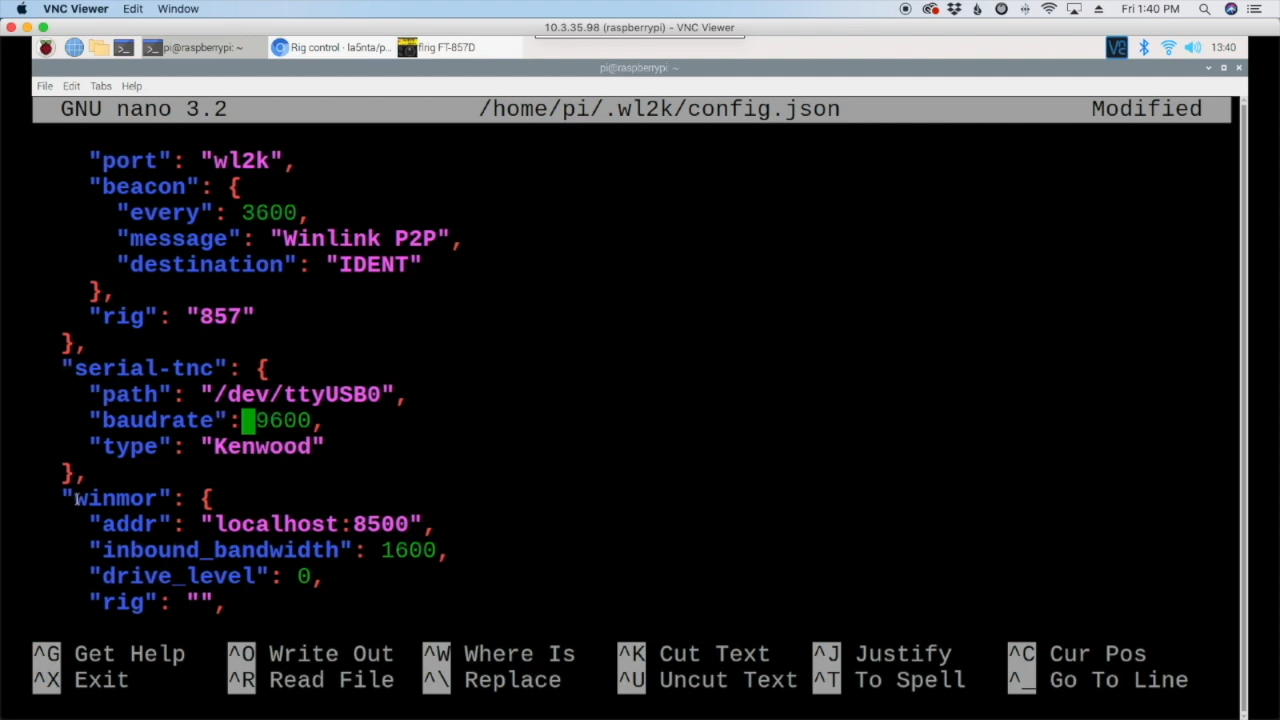 VNC Viewer Edit Window Fri 1:40 PM
10.3.35.98 (raspberrypi) - VNC Viewer
pi@raspberrypi: ~ Rig control · la5nta/p... flrig FT-857D 13:40
pi@raspberrypi: ~
File Edit Tabs Help
GNU nano 3.2 /home/pi/.wl2k/config.json Modified
"port": "wl2k",
"beacon": {
"every": 3600,
"message": "Winlink P2P",
"destination": "IDENT"
},
"rig": "857"
},
"serial-tnc": {
"path": "/dev/ttyUSB0",
"baudrate": 9600,
"type": "Kenwood"
},
"winmor": {
"addr": "localhost:8500",
"inbound_bandwidth": 1600,
"drive_level": 0,
"rig": "",
^G Get Help ^O Write Out ^W Where Is ^K Cut Text ^J Justify ^C Cur Pos
^X Exit ^R Read File ^\ Replace ^U Uncut Text ^T To Spell ^_ Go To Line